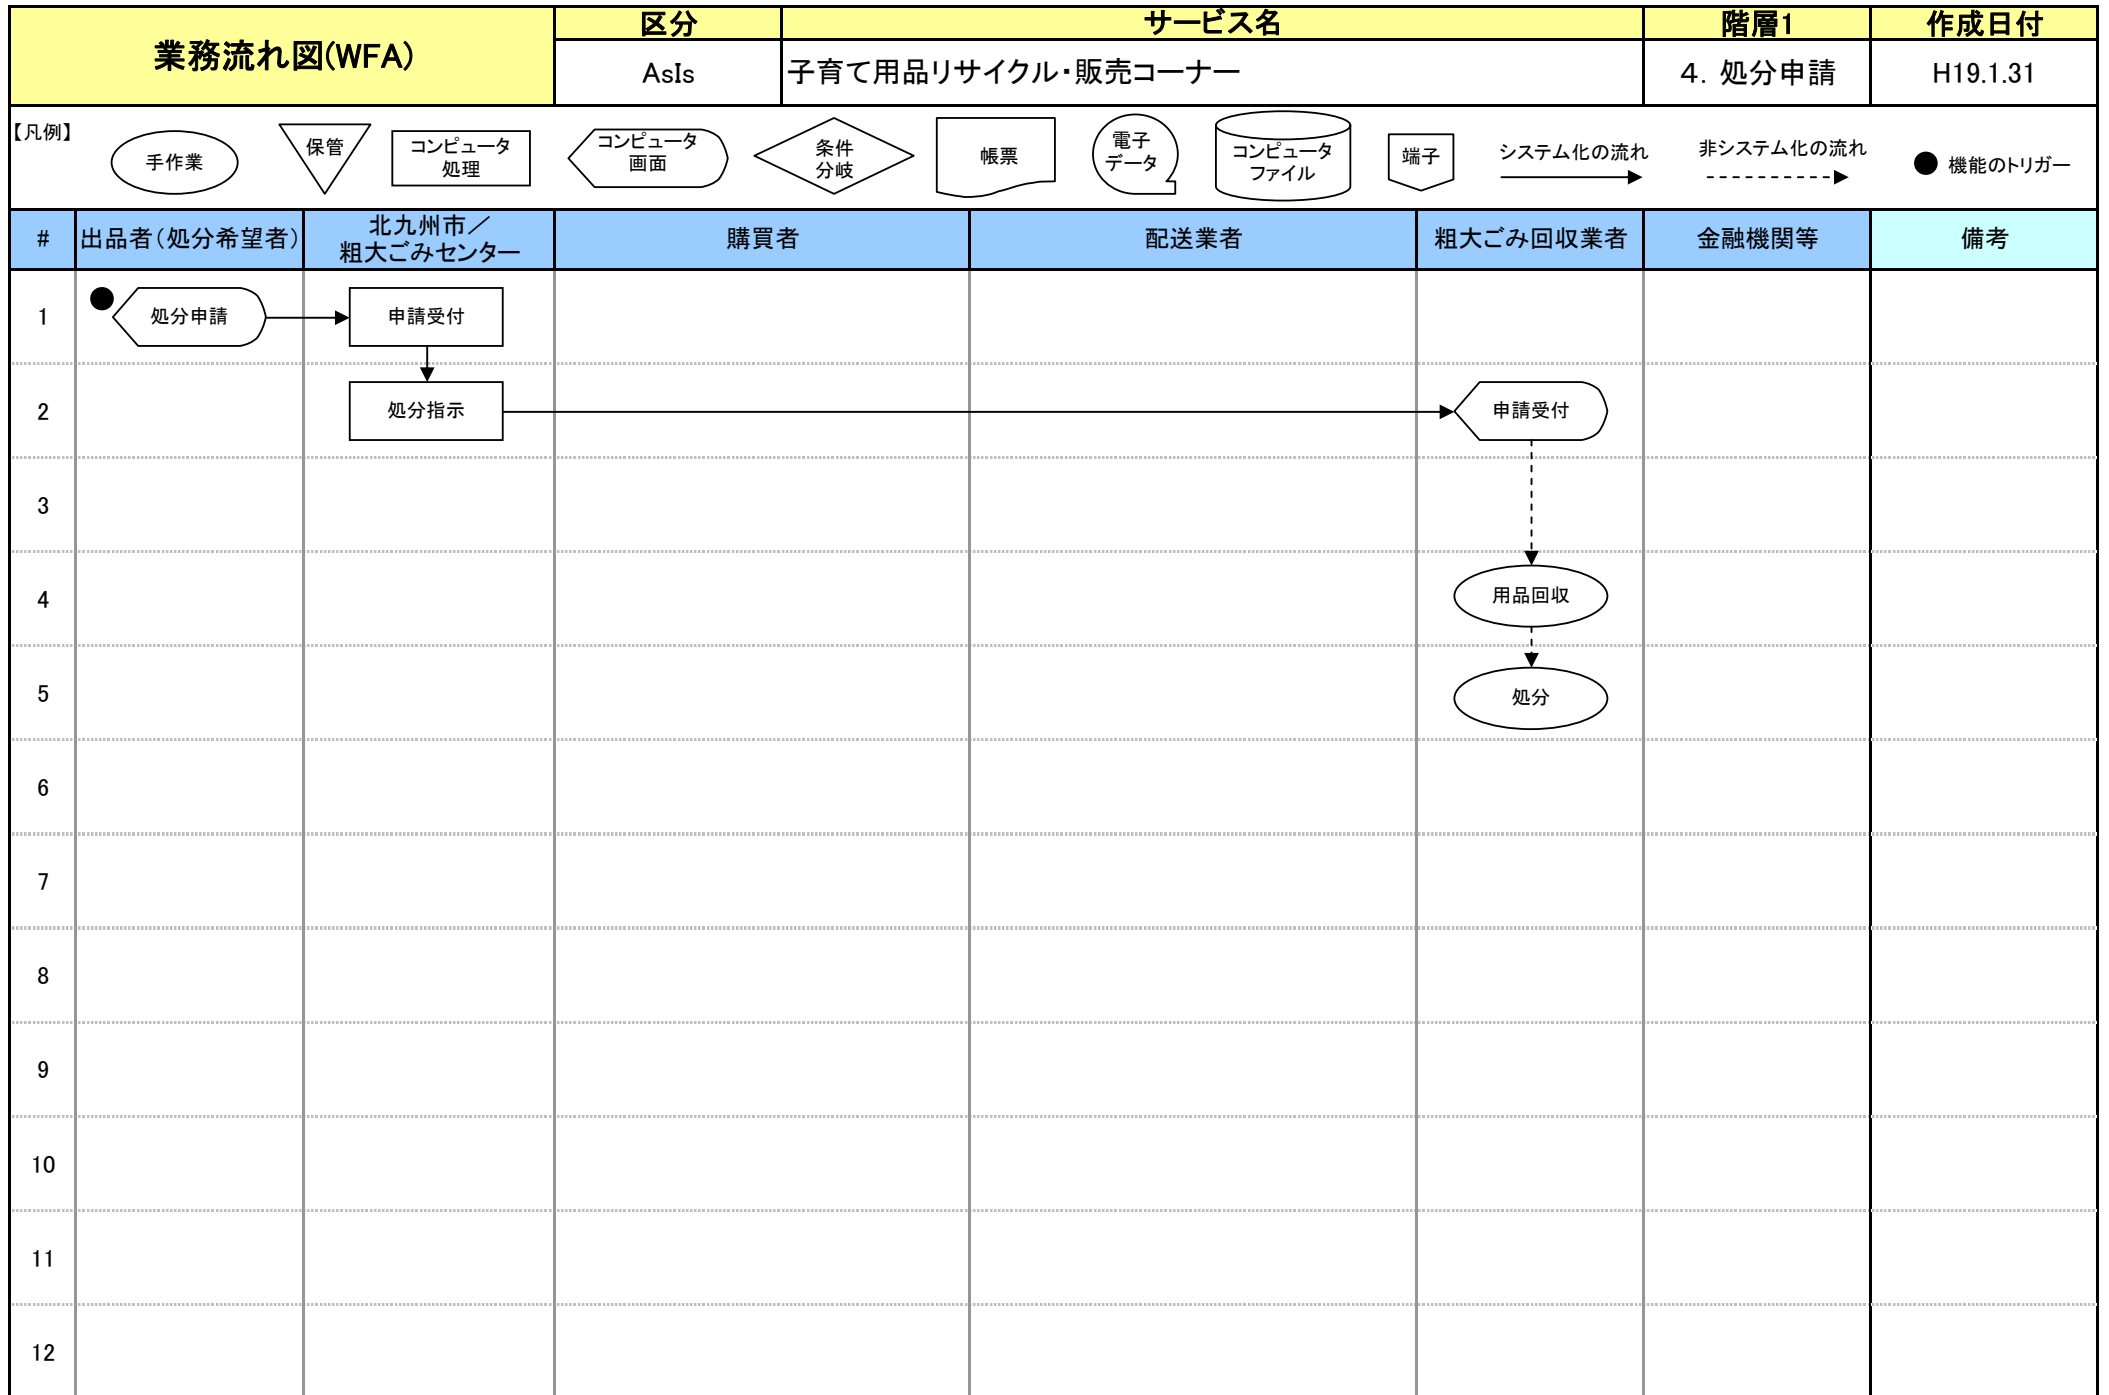 業務流れ図(WFA)
区分
サービス名
階層1
作成日付
AsIs
子育て用品リサイクル・販売コーナー
4．処分申請
H19.1.31
【凡例】
手作業
保管
コンピュータ
処理
コンピュータ
画面
条件
分岐
帳票
電子
データ
コンピュータ
ファイル
端子
システム化の流れ
非システム化の流れ
機能のトリガー
#
出品者(処分希望者)
北九州市／
粗大ごみセンター
購買者
配送業者
粗大ごみ回収業者
金融機関等
備考
1
処分申請
申請受付
2
処分指示
申請受付
3
4
用品回収
5
処分
6
7
8
9
10
11
12